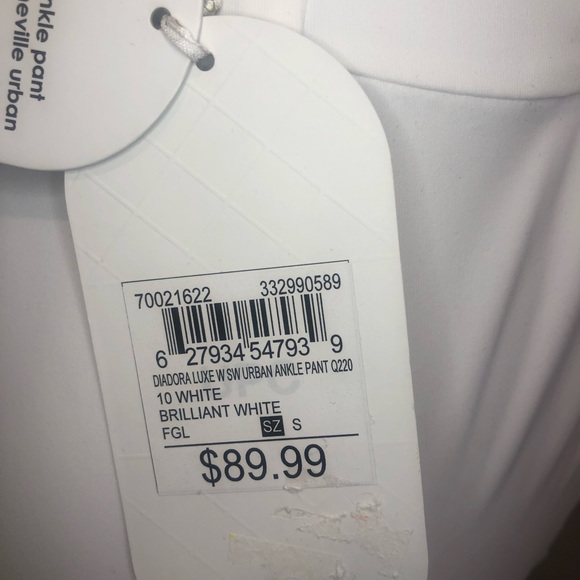 nkle pant
neville urban
70021622 332990589
6 27934 54793 9
DIADORA LUXE W SW URBAN ANKLE PANT Q220
10 WHITE
BRILLIANT WHITE
FGL SZ S
$89.99